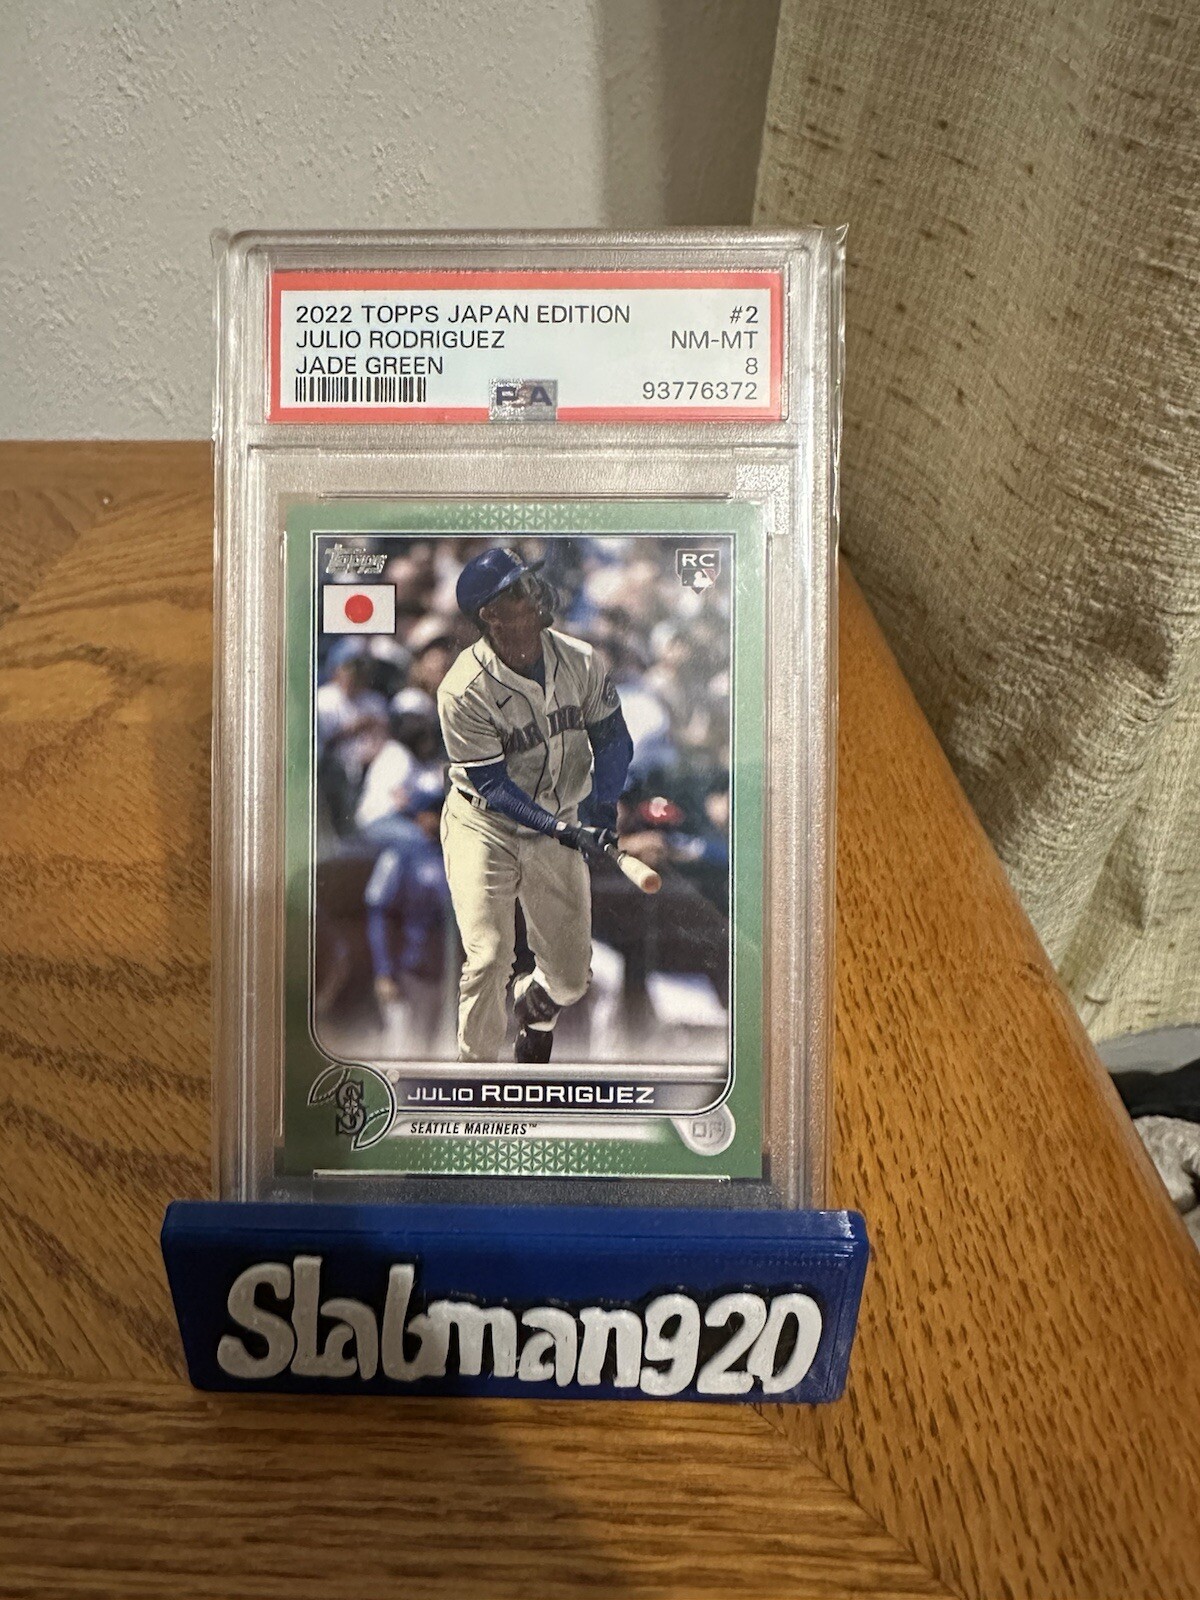 2022 TOPPS JAPAN EDITION #2
JULIO RODRIGUEZ NM-MT
JADE GREEN 8
PSA 93776372
Topps
RC
MARINERS
S
JULIO RODRIGUEZ
SEATTLE MARINERS™
OF
Slabman920